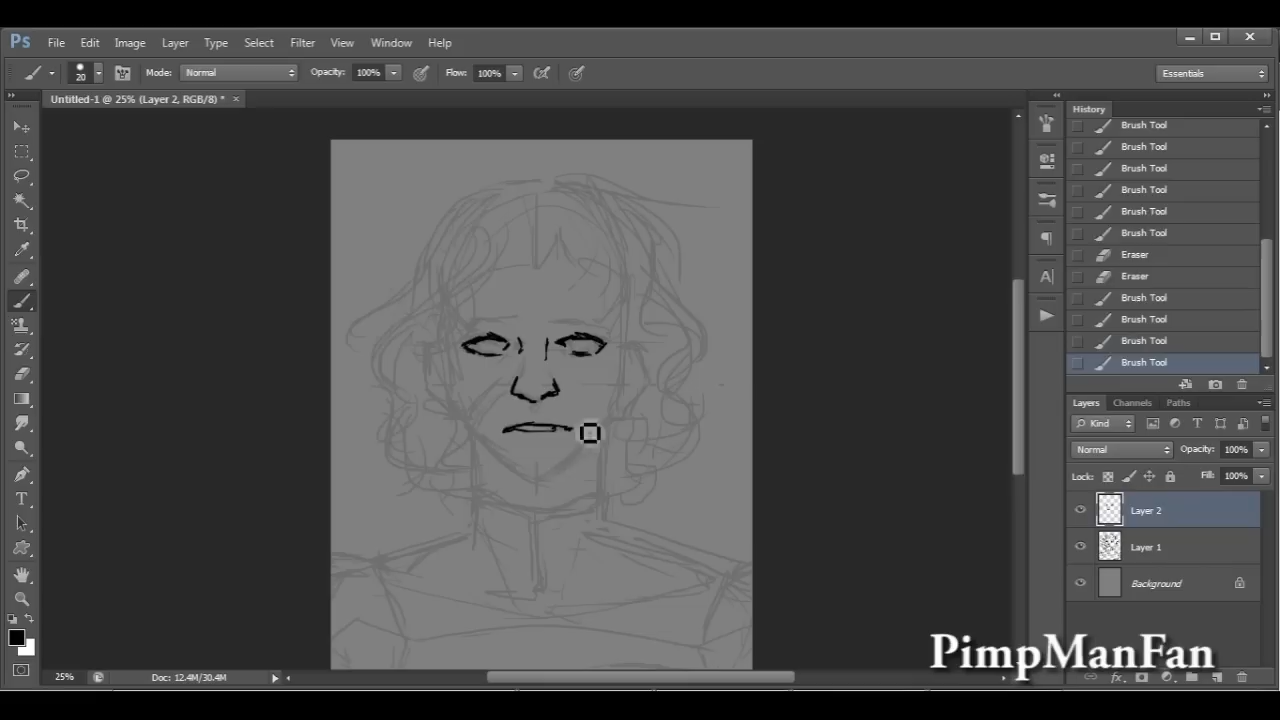 Ps File Edit Image Layer Type Select Filter View Window Help
20 Mode: Normal Opacity: 100% Flow: 100% Essentials
Untitled-1 @ 25% (Layer 2, RGB/8) * ×
History
Brush Tool
Brush Tool
Brush Tool
Brush Tool
Brush Tool
Brush Tool
Eraser
Eraser
Brush Tool
Brush Tool
Brush Tool
Brush Tool
Layers Channels Paths
Kind
Normal Opacity: 100%
Lock: Fill: 100%
Layer 2
Layer 1
Background
PimpManFan
25% Doc: 12.4M/30.4M